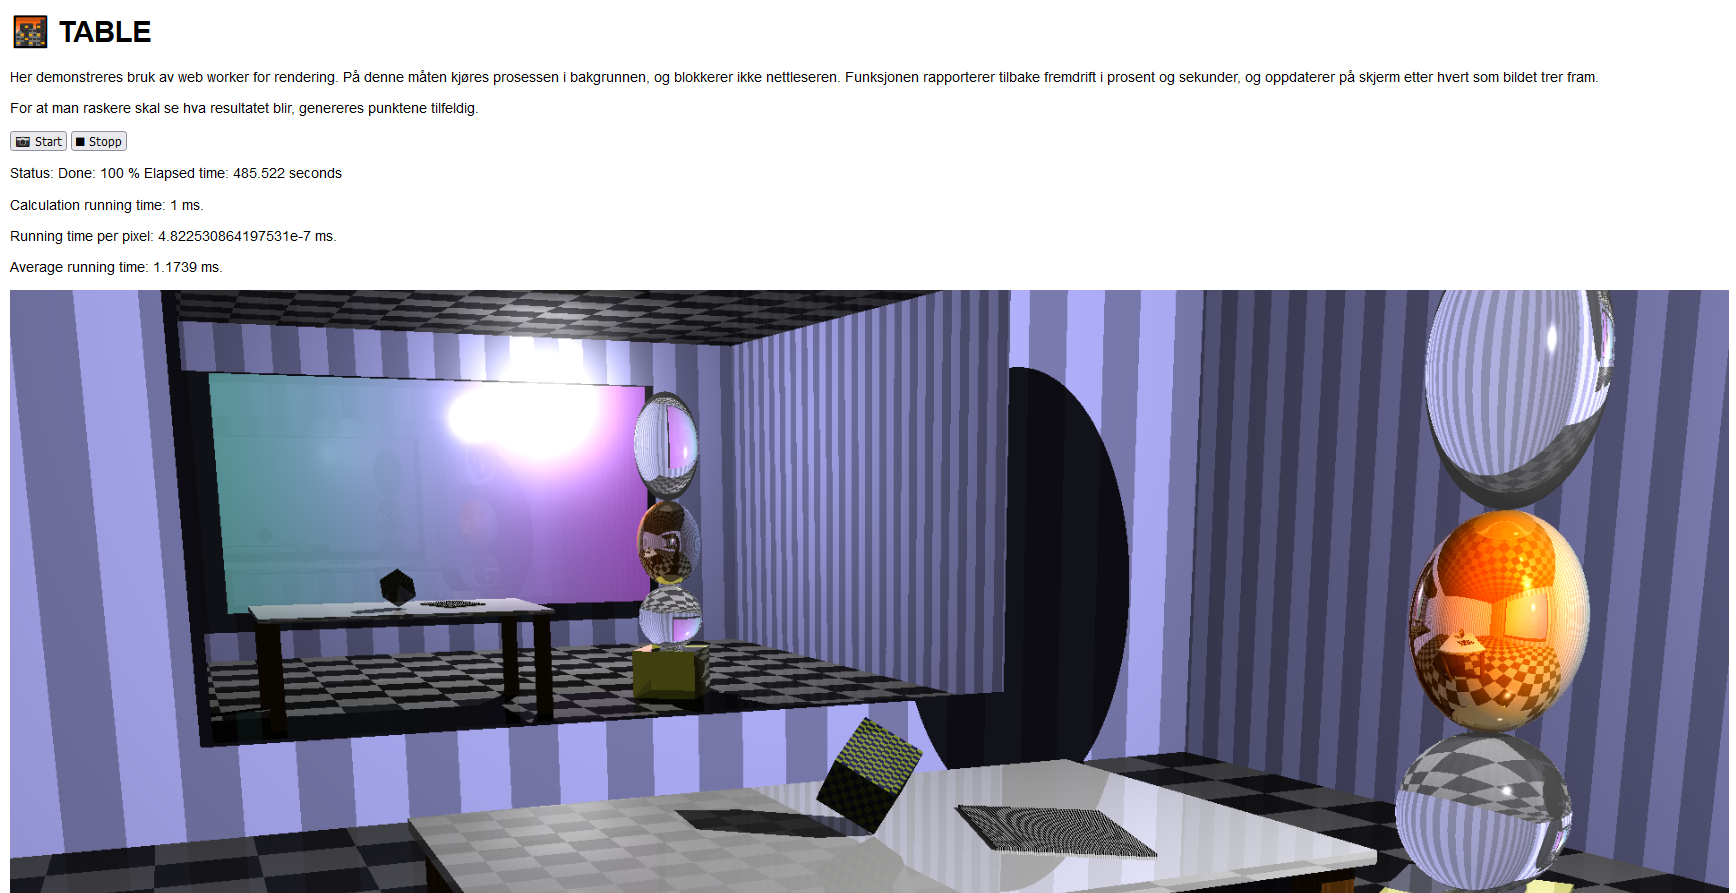 TABLE
Her demonstreres bruk av web worker for rendering. På denne måten kjøres prosessen i bakgrunnen, og blokkerer ikke nettleseren. Funksjonen rapporterer tilbake fremdrift i prosent og sekunder, og oppdaterer på skjerm etter hvert som bildet trer fram.
For at man raskere skal se hva resultatet blir, genereres punktene tilfeldig.
Start Stopp
Status: Done: 100 % Elapsed time: 485.522 seconds
Calculation running time: 1 ms.
Running time per pixel: 4.822530864197531e-7 ms.
Average running time: 1.1739 ms.